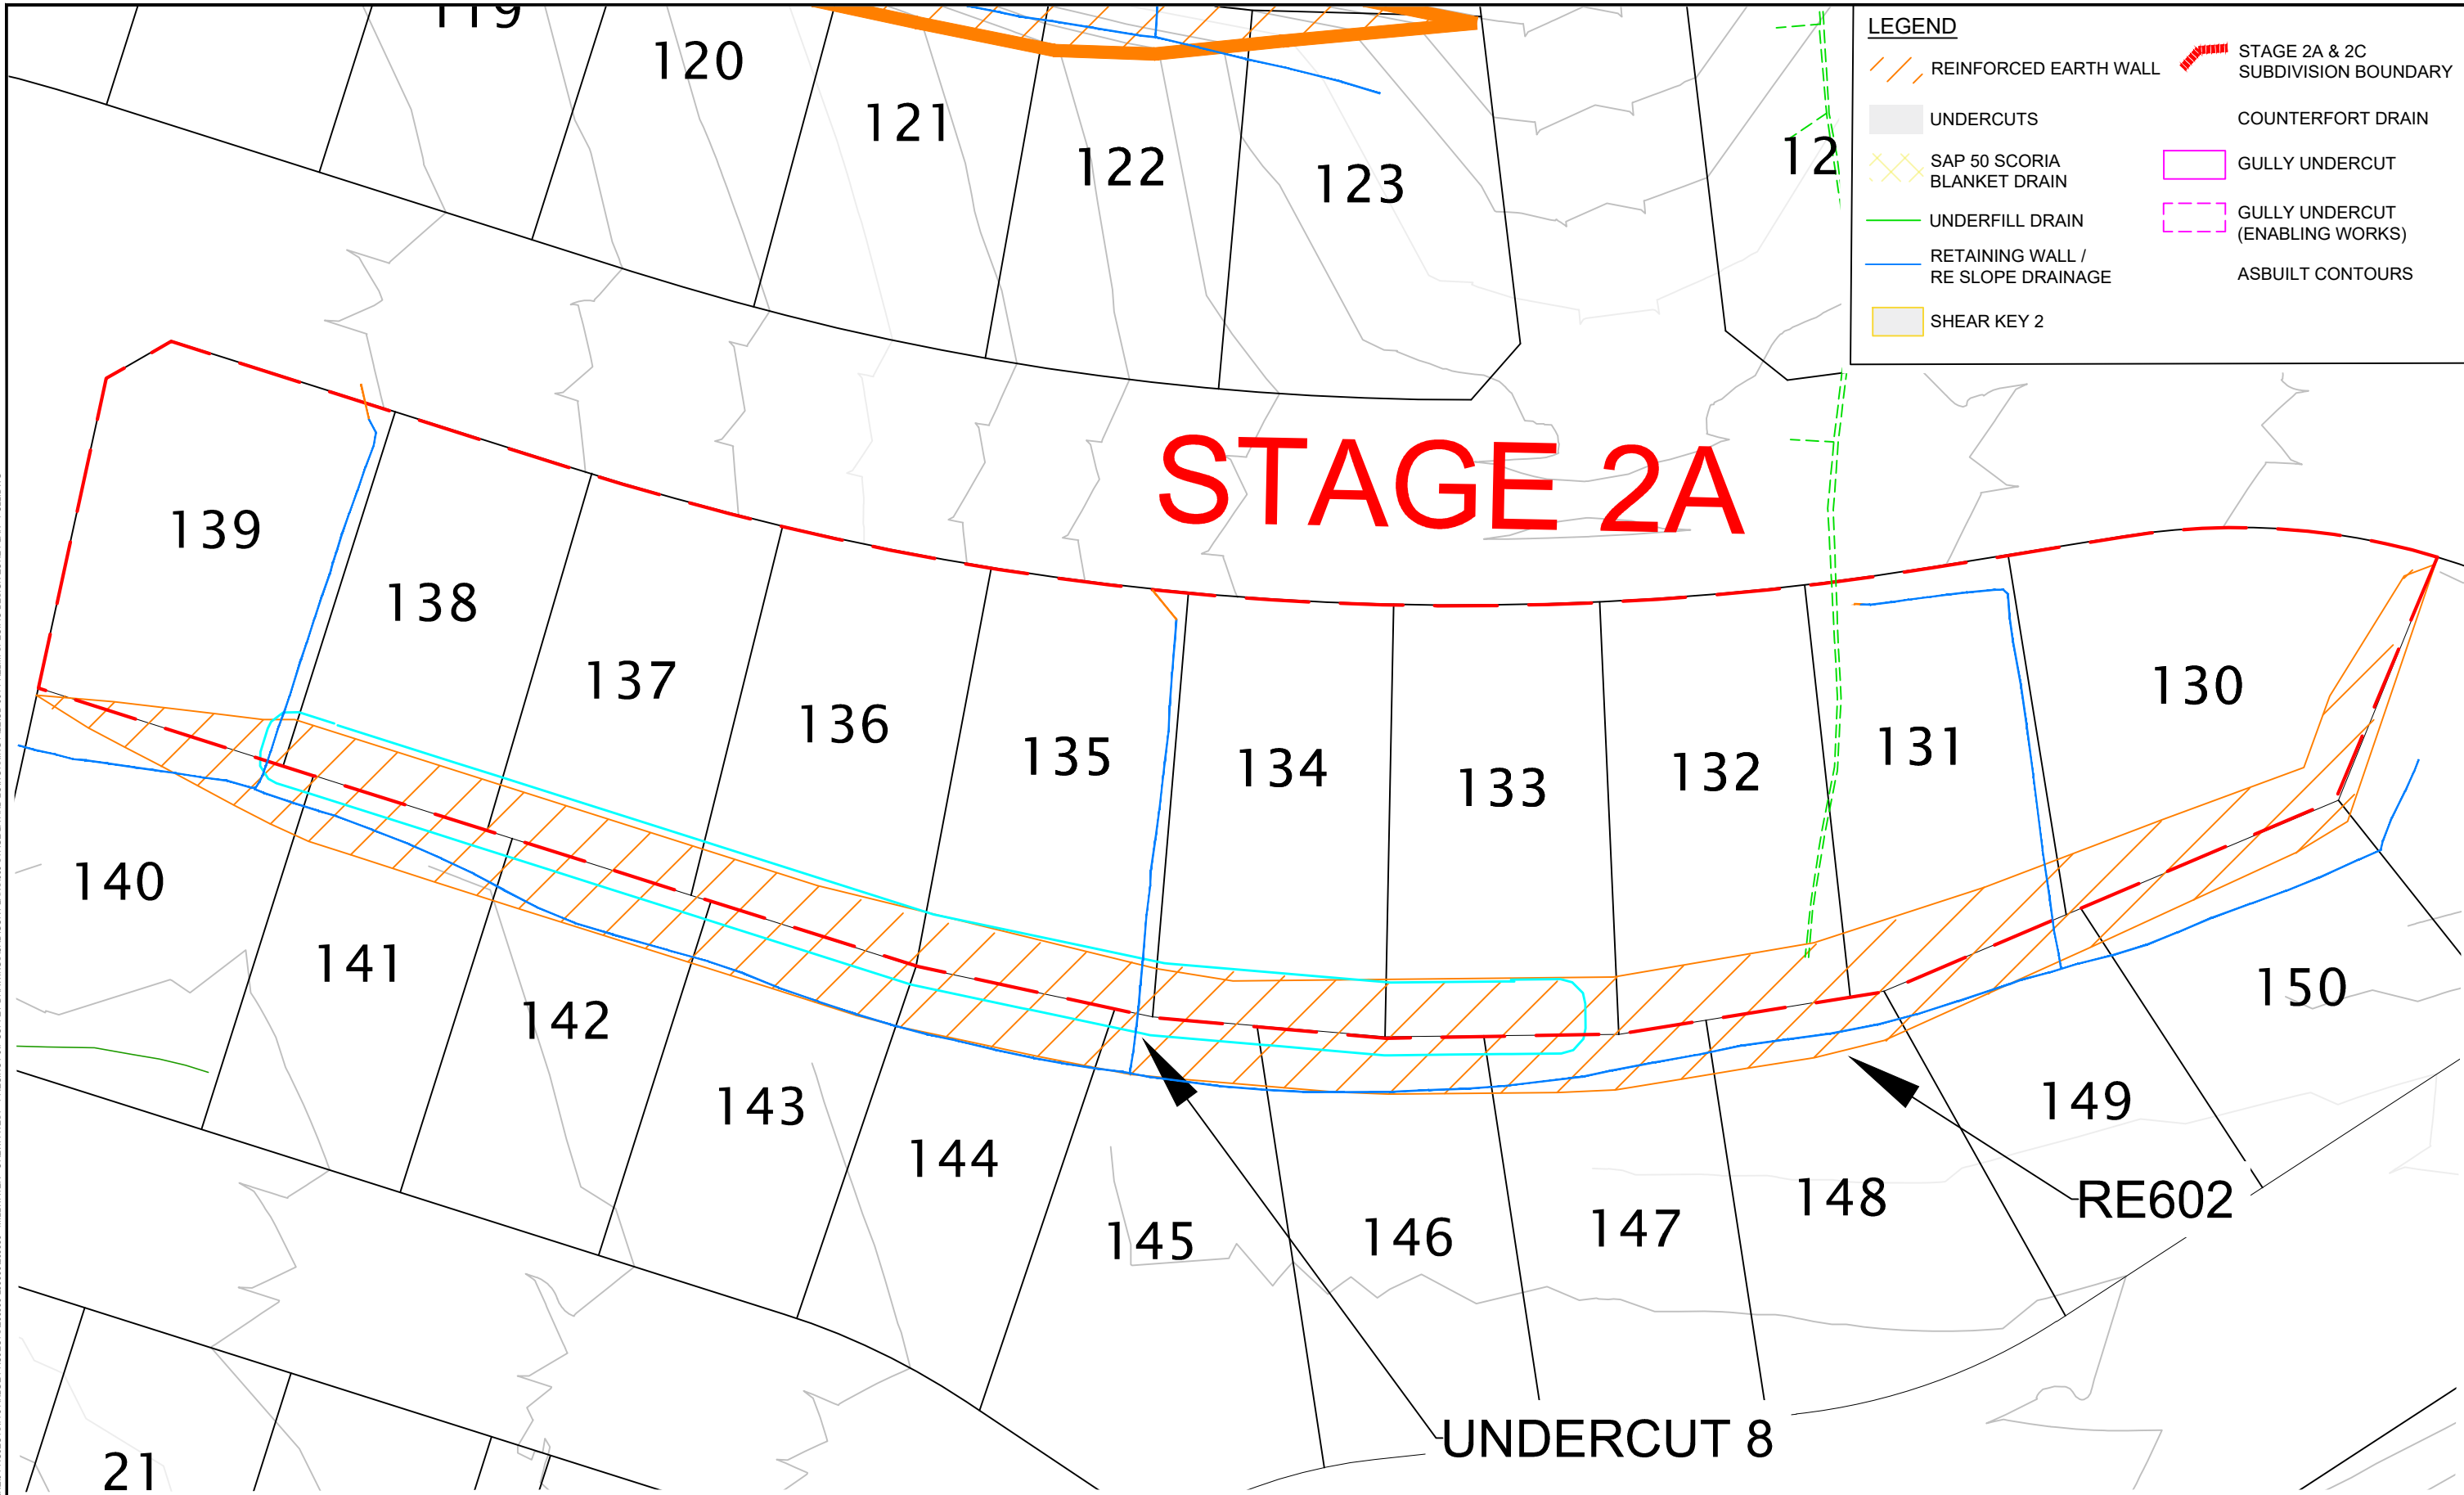 119
120
121
122
123
12
LEGEND
REINFORCED EARTH WALL
UNDERCUTS
SAP 50 SCORIA
BLANKET DRAIN
UNDERFILL DRAIN
RETAINING WALL /
RE SLOPE DRAINAGE
SHEAR KEY 2
STAGE 2A & 2C
SUBDIVISION BOUNDARY
COUNTERFORT DRAIN
GULLY UNDERCUT
GULLY UNDERCUT
(ENABLING WORKS)
ASBUILT CONTOURS
STAGE 2A
139
138
137
136
135
134
133
132
131
130
140
141
142
143
144
145
146
147
148
149
150
RE602
UNDERCUT 8
21